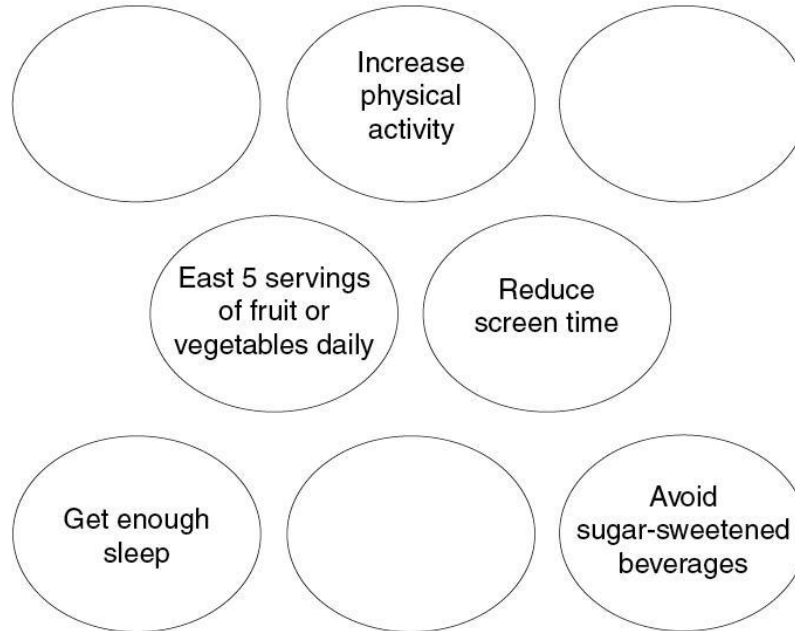 Increase
physical
activity
East 5 servings
of fruit or
vegetables daily
Reduce
screen time
Get enough
sleep
Avoid
sugar-sweetened
beverages